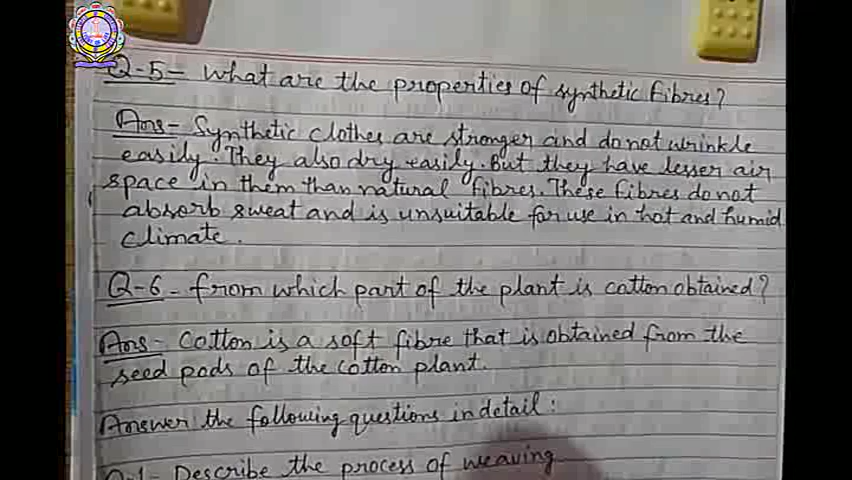 Q-5- What are the properties of synthetic fibres?
Ans- Synthetic clothes are stronger and do not wrinkle
easily. They also dry easily. But they have lesser air
space in them than natural fibres. These fibres do not
absorb sweat and is unsuitable for use in hot and humid
climate.
Q-6- from which part of the plant is cotton obtained?
Ans- Cotton is a soft fibre that is obtained from the
seed pods of the cotton plant.
Answer the following questions in detail:
Q-1- Describe the process of weaving